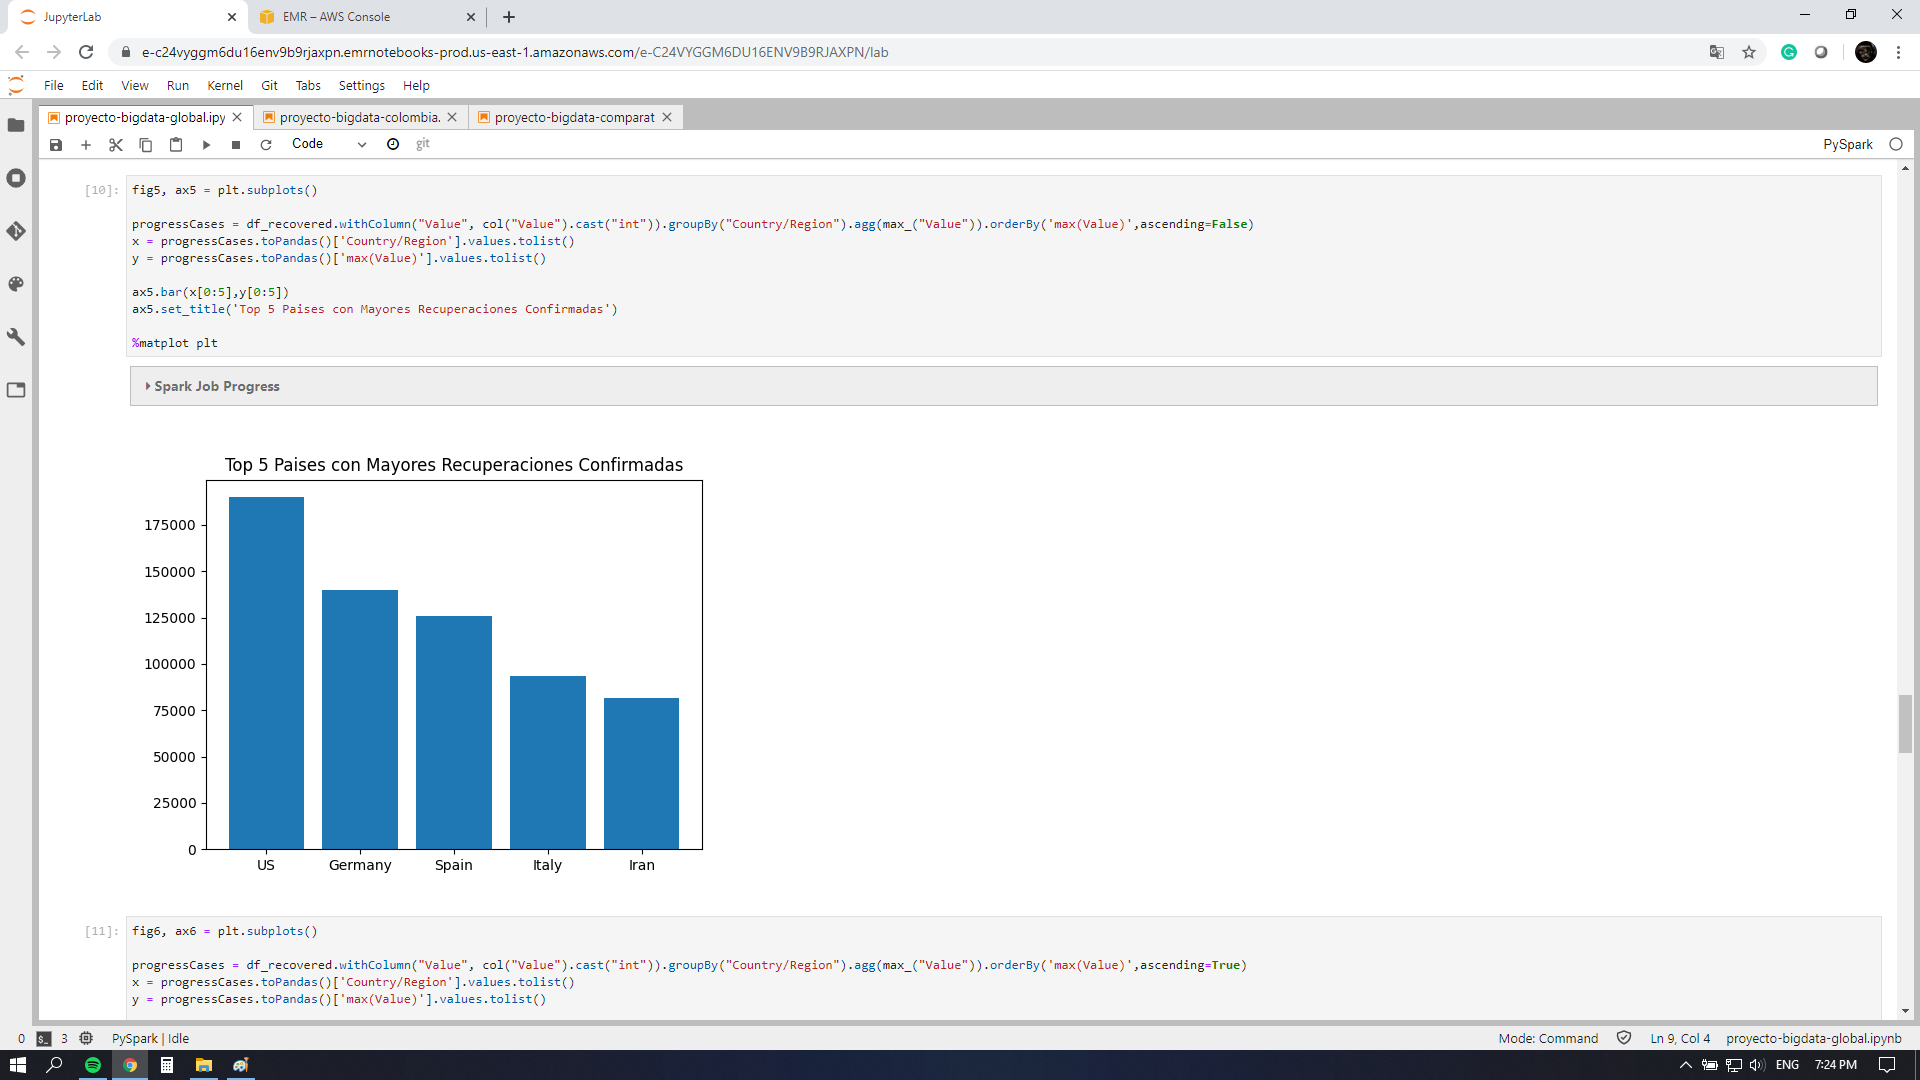 JupyterLab
EMR – AWS Console
e-c24vyggm6du16env9b9rjaxpn.emrnotebooks-prod.us-east-1.amazonaws.com/e-C24VYGGM6DU16ENV9B9RJAXPN/lab
File Edit View Run Kernel Git Tabs Settings Help
proyecto-bigdata-global.ipy
proyecto-bigdata-colombia.
proyecto-bigdata-comparat
Code
git
PySpark
[10]:
fig5, ax5 = plt.subplots()
progressCases = df_recovered.withColumn("Value", col("Value").cast("int")).groupBy("Country/Region").agg(max_("Value")).orderBy('max(Value)',ascending=False)
x = progressCases.toPandas()['Country/Region'].values.tolist()
y = progressCases.toPandas()['max(Value)'].values.tolist()
ax5.bar(x[0:5],y[0:5])
ax5.set_title('Top 5 Paises con Mayores Recuperaciones Confirmadas')
%matplot plt
Spark Job Progress
Top 5 Paises con Mayores Recuperaciones Confirmadas
175000
150000
125000
100000
75000
50000
25000
0
US Germany Spain Italy Iran
[11]:
fig6, ax6 = plt.subplots()
progressCases = df_recovered.withColumn("Value", col("Value").cast("int")).groupBy("Country/Region").agg(max_("Value")).orderBy('max(Value)',ascending=True)
x = progressCases.toPandas()['Country/Region'].values.tolist()
y = progressCases.toPandas()['max(Value)'].values.tolist()
0 $_ 3 PySpark | Idle
Mode: Command Ln 9, Col 4 proyecto-bigdata-global.ipynb
ENG 7:24 PM